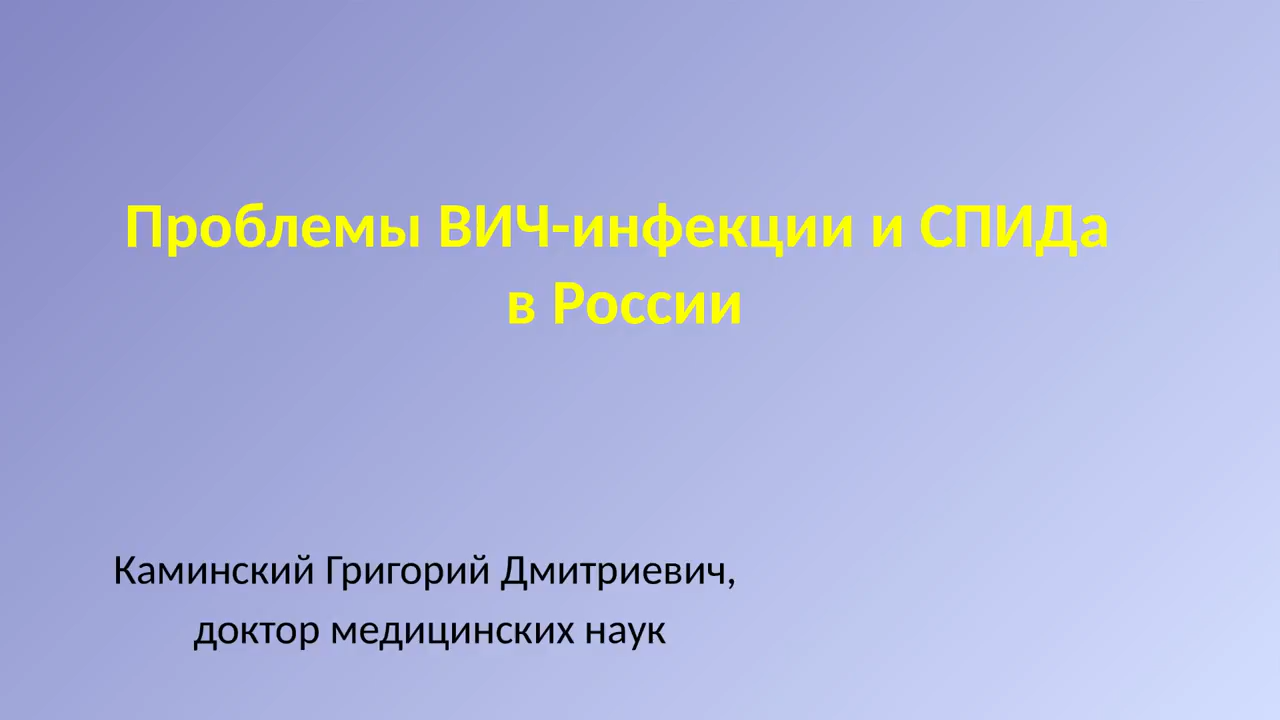 Проблемы ВИЧ-инфекции и СПИДа
в России
Каминский Григорий Дмитриевич,
доктор медицинских наук